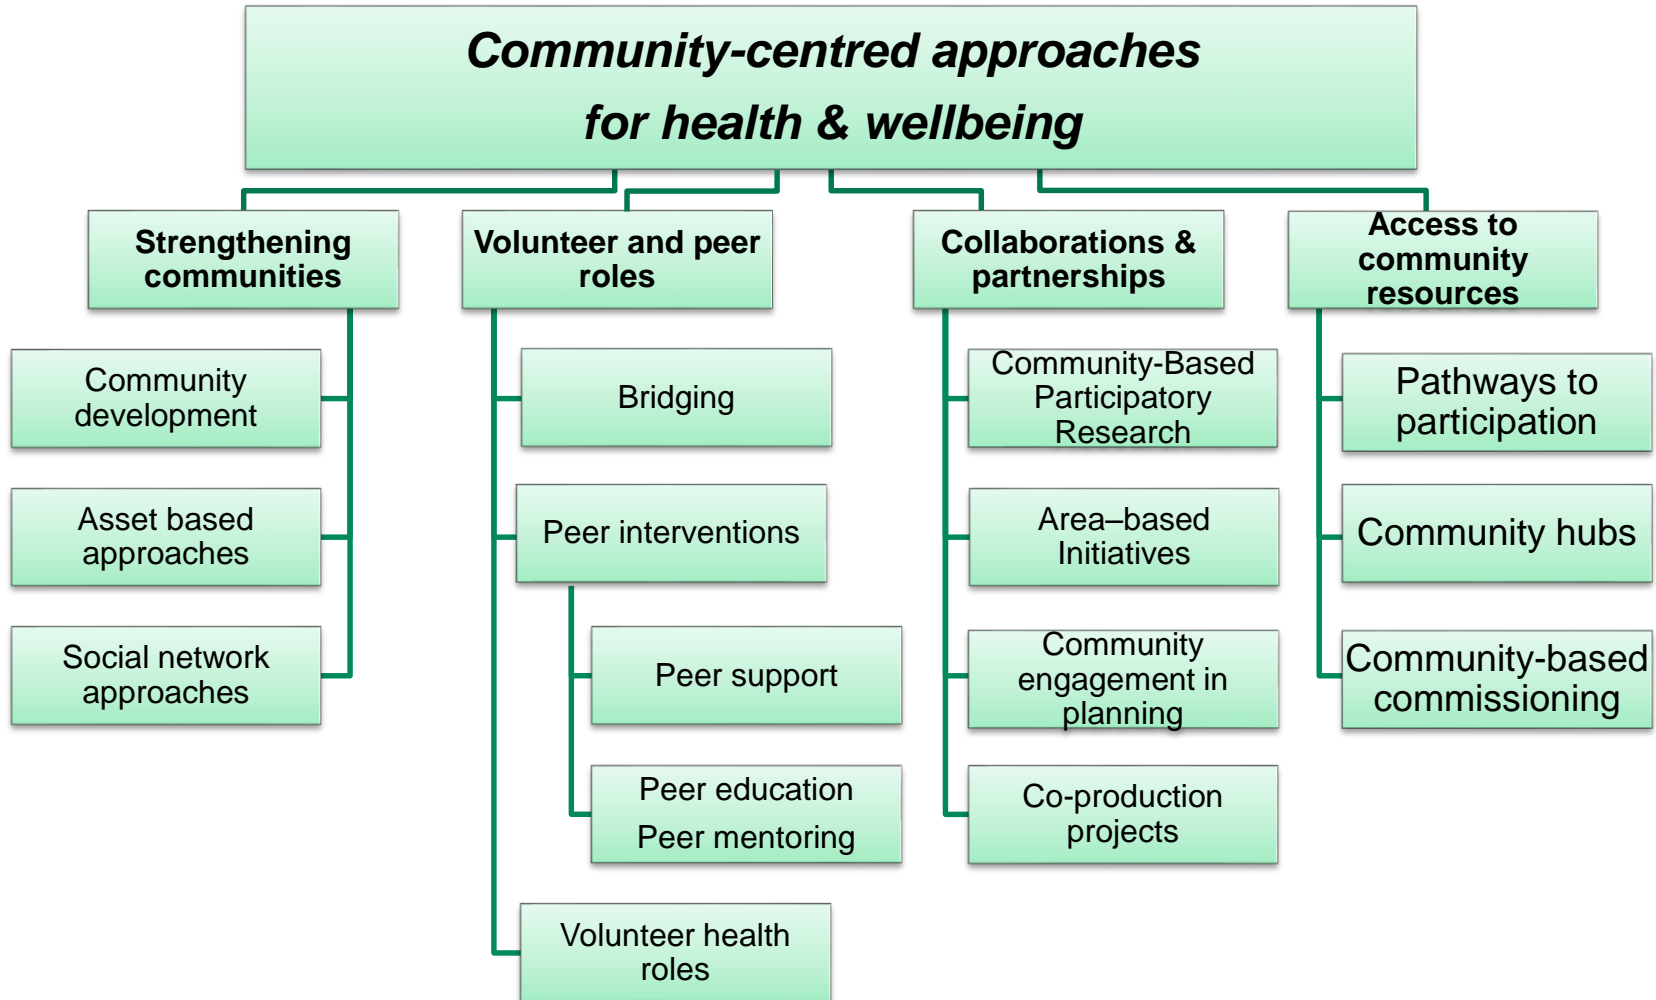 Community-centred approaches
for health & wellbeing
Strengthening
communities
Community
development
Asset based
approaches
Social network
approaches
Volunteer and peer
roles
Bridging
Peer interventions
Peer support
Peer education
Peer mentoring
Volunteer health
roles
Collaborations &
partnerships
Community-Based
Participatory
Research
Area–based
Initiatives
Community
engagement in
planning
Co-production
projects
Access to
community
resources
Pathways to
participation
Community hubs
Community-based
commissioning